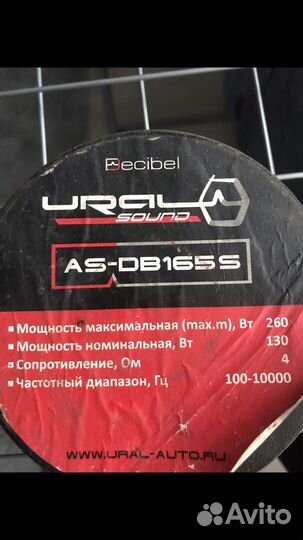 Decibel
URAL
SOUND
AS-DB165S
Мощность максимальная (max.m), Вт 260
Мощность номинальная, Вт 130
Сопротивление, Ом 4
Частотный диапазон, Гц 100-10000
WWW.URAL-AUTO.RU
Avito